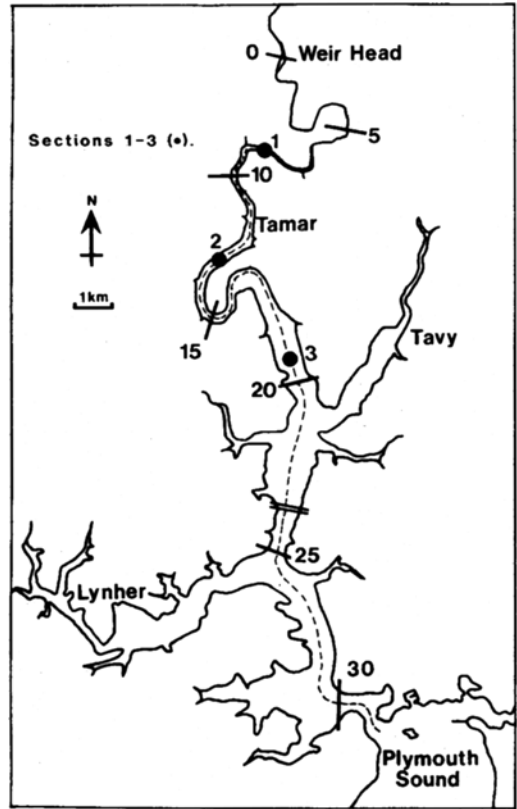 0
Weir Head
5
Sections 1-3 (•).
1
10
N
Tamar
2
1km
15
Tavy
3
20
25
Lynher
30
Plymouth
Sound